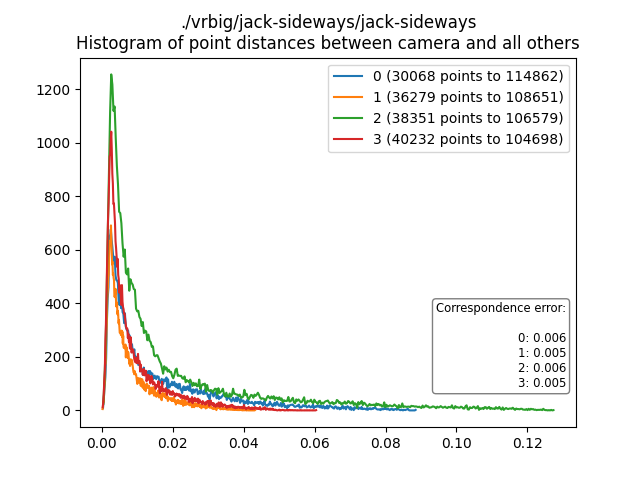 ./vrbig/jack-sideways/jack-sideways
Histogram of point distances between camera and all others
0 (30068 points to 114862)
1 (36279 points to 108651)
2 (38351 points to 106579)
3 (40232 points to 104698)
1200
1000
800
600
400
200
0
Correspondence error:
0: 0.006
1: 0.005
2: 0.006
3: 0.005
0.00 0.02 0.04 0.06 0.08 0.10 0.12